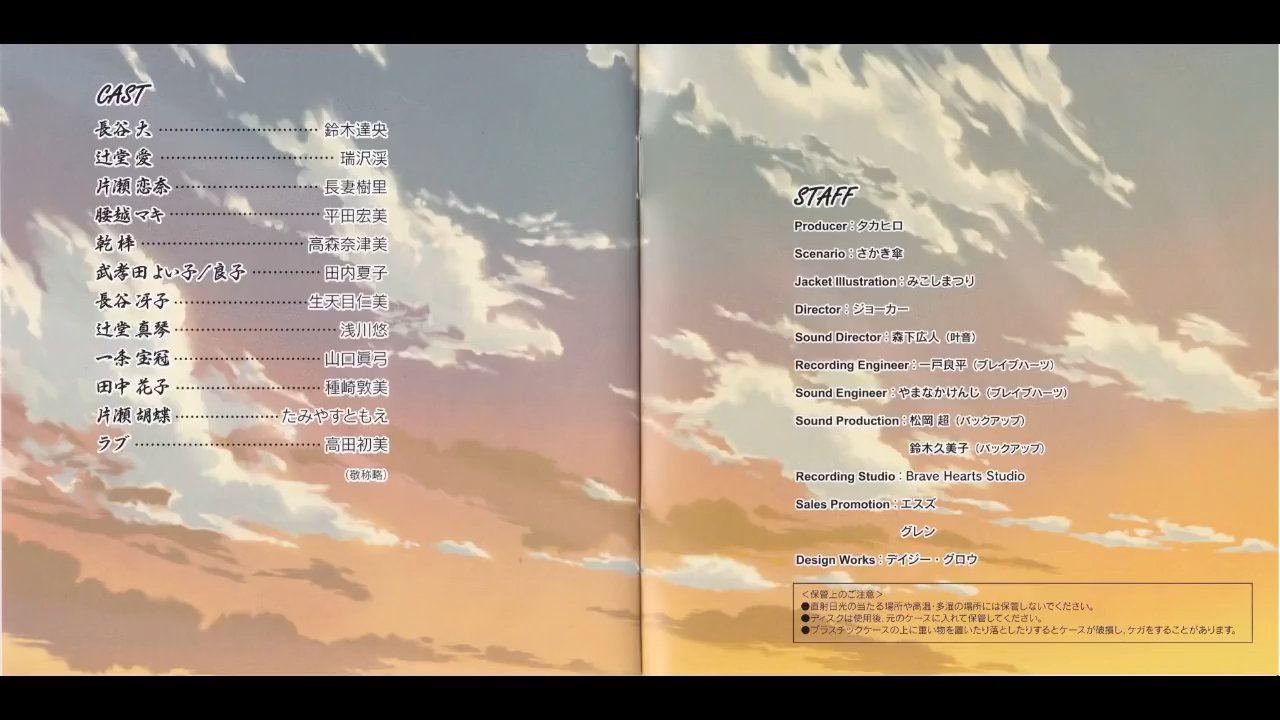 CAST
長谷 大 ………………………… 鈴木達央
辻堂 愛 ………………………… 瑞沢渓
片瀬 恋奈 ………………………… 長妻樹里
腰越 マキ ………………………… 平田宏美
乾 梓 ………………………… 高森奈津美
武孝田 よい子／良子 ………… 田内夏子
長谷 冴子 ………………………… 生天目仁美
辻堂 真琴 ………………………… 浅川悠
一条 宝冠 ………………………… 山口眞弓
田中 花子 ………………………… 種崎敦美
片瀬 胡蝶 ………………………… たみやすともえ
ラブ ………………………… 高田初美
（敬称略）
STAFF
Producer：タカヒロ
Scenario：さかき傘
Jacket Illustration：みこしまつり
Director：ジョーカー
Sound Director：森下広人（叶音）
Recording Engineer：一戸良平（ブレイブハーツ）
Sound Engineer：やまなかけんじ（ブレイブハーツ）
Sound Production：松岡 超（バックアップ）
鈴木久美子（バックアップ）
Recording Studio：Brave Hearts Studio
Sales Promotion：エスズ
グレン
Design Works：デイジー・グロウ
＜保管上のご注意＞
●直射日光の当たる場所や高温・多湿の場所には保管しないでください。
●ディスクは使用後、元のケースに入れて保管してください。
●プラスチックケースの上に重い物を置いたり落としたりするとケースが破損し、ケガをすることがあります。